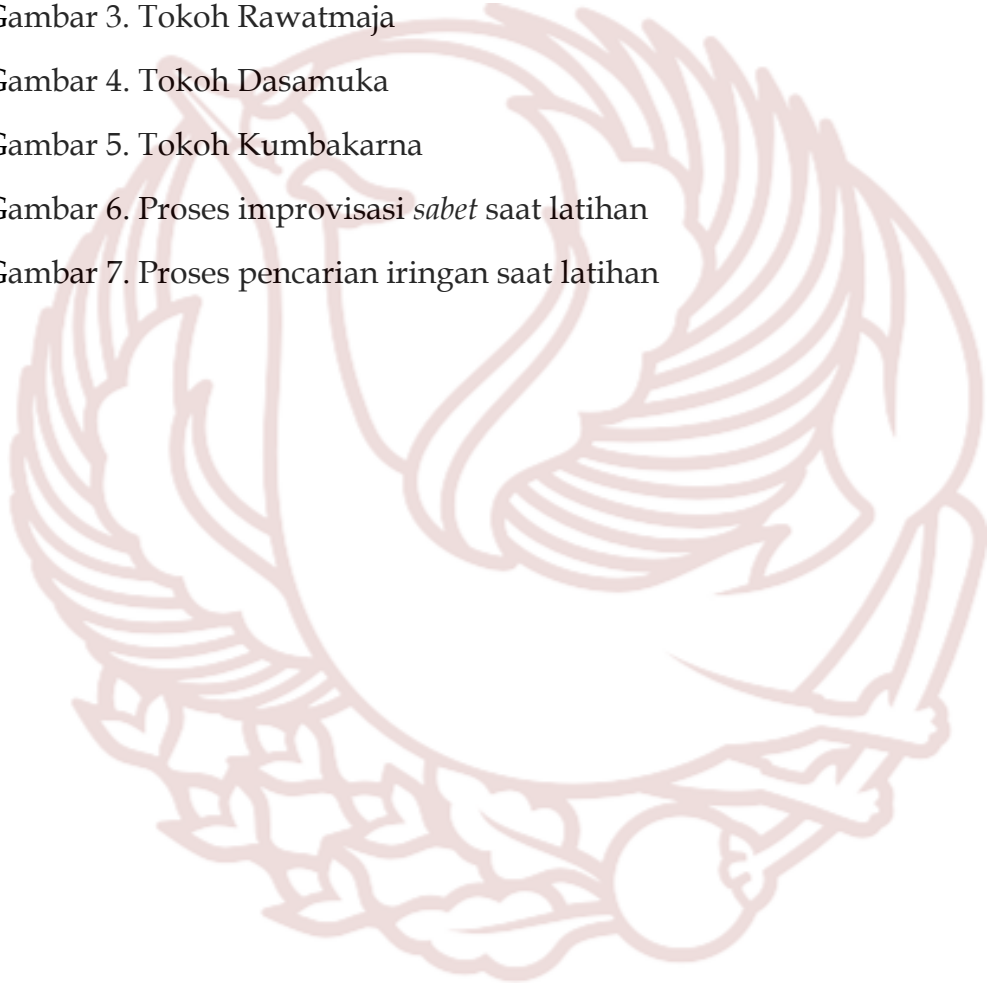 Gambar 3. Tokoh Rawatmaja
Gambar 4. Tokoh Dasamuka
Gambar 5. Tokoh Kumbakarna
Gambar 6. Proses improvisasi sabet saat latihan
Gambar 7. Proses pencarian iringan saat latihan